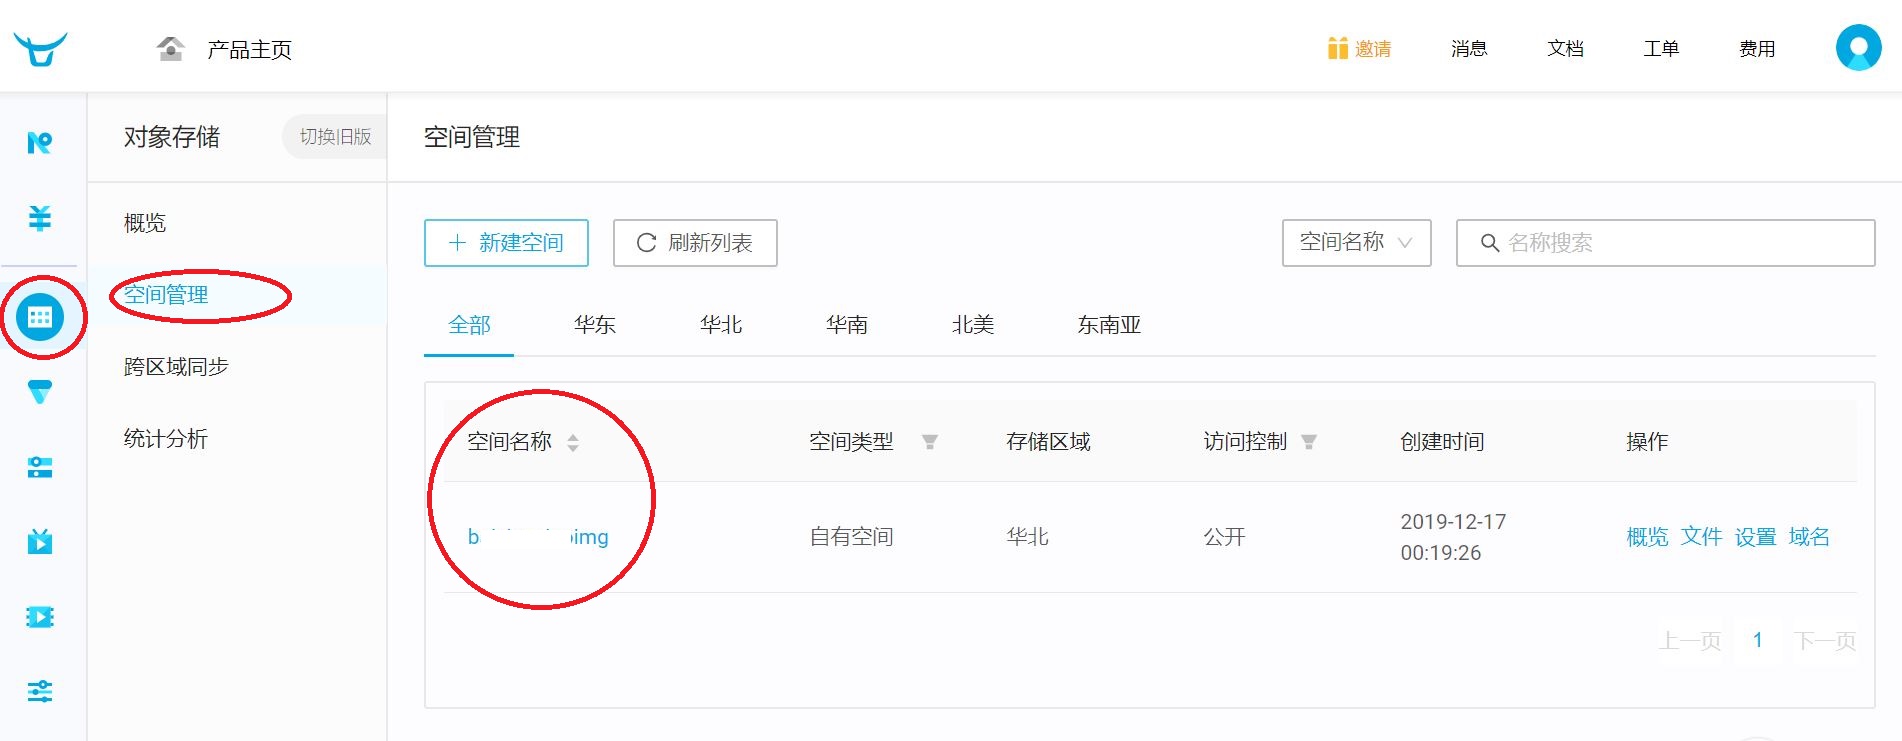 产品主页
邀请 消息 文档 工单 费用
对象存储 切换旧版 空间管理
概览
空间管理
跨区域同步
统计分析
新建空间 刷新列表 空间名称 名称搜索
全部 华东 华北 华南 北美 东南亚
空间名称 空间类型 存储区域 访问控制 创建时间 操作
自有空间 华北 公开 2019-12-17
00:19:26
概览 文件 设置 域名
上一页 1 下一页